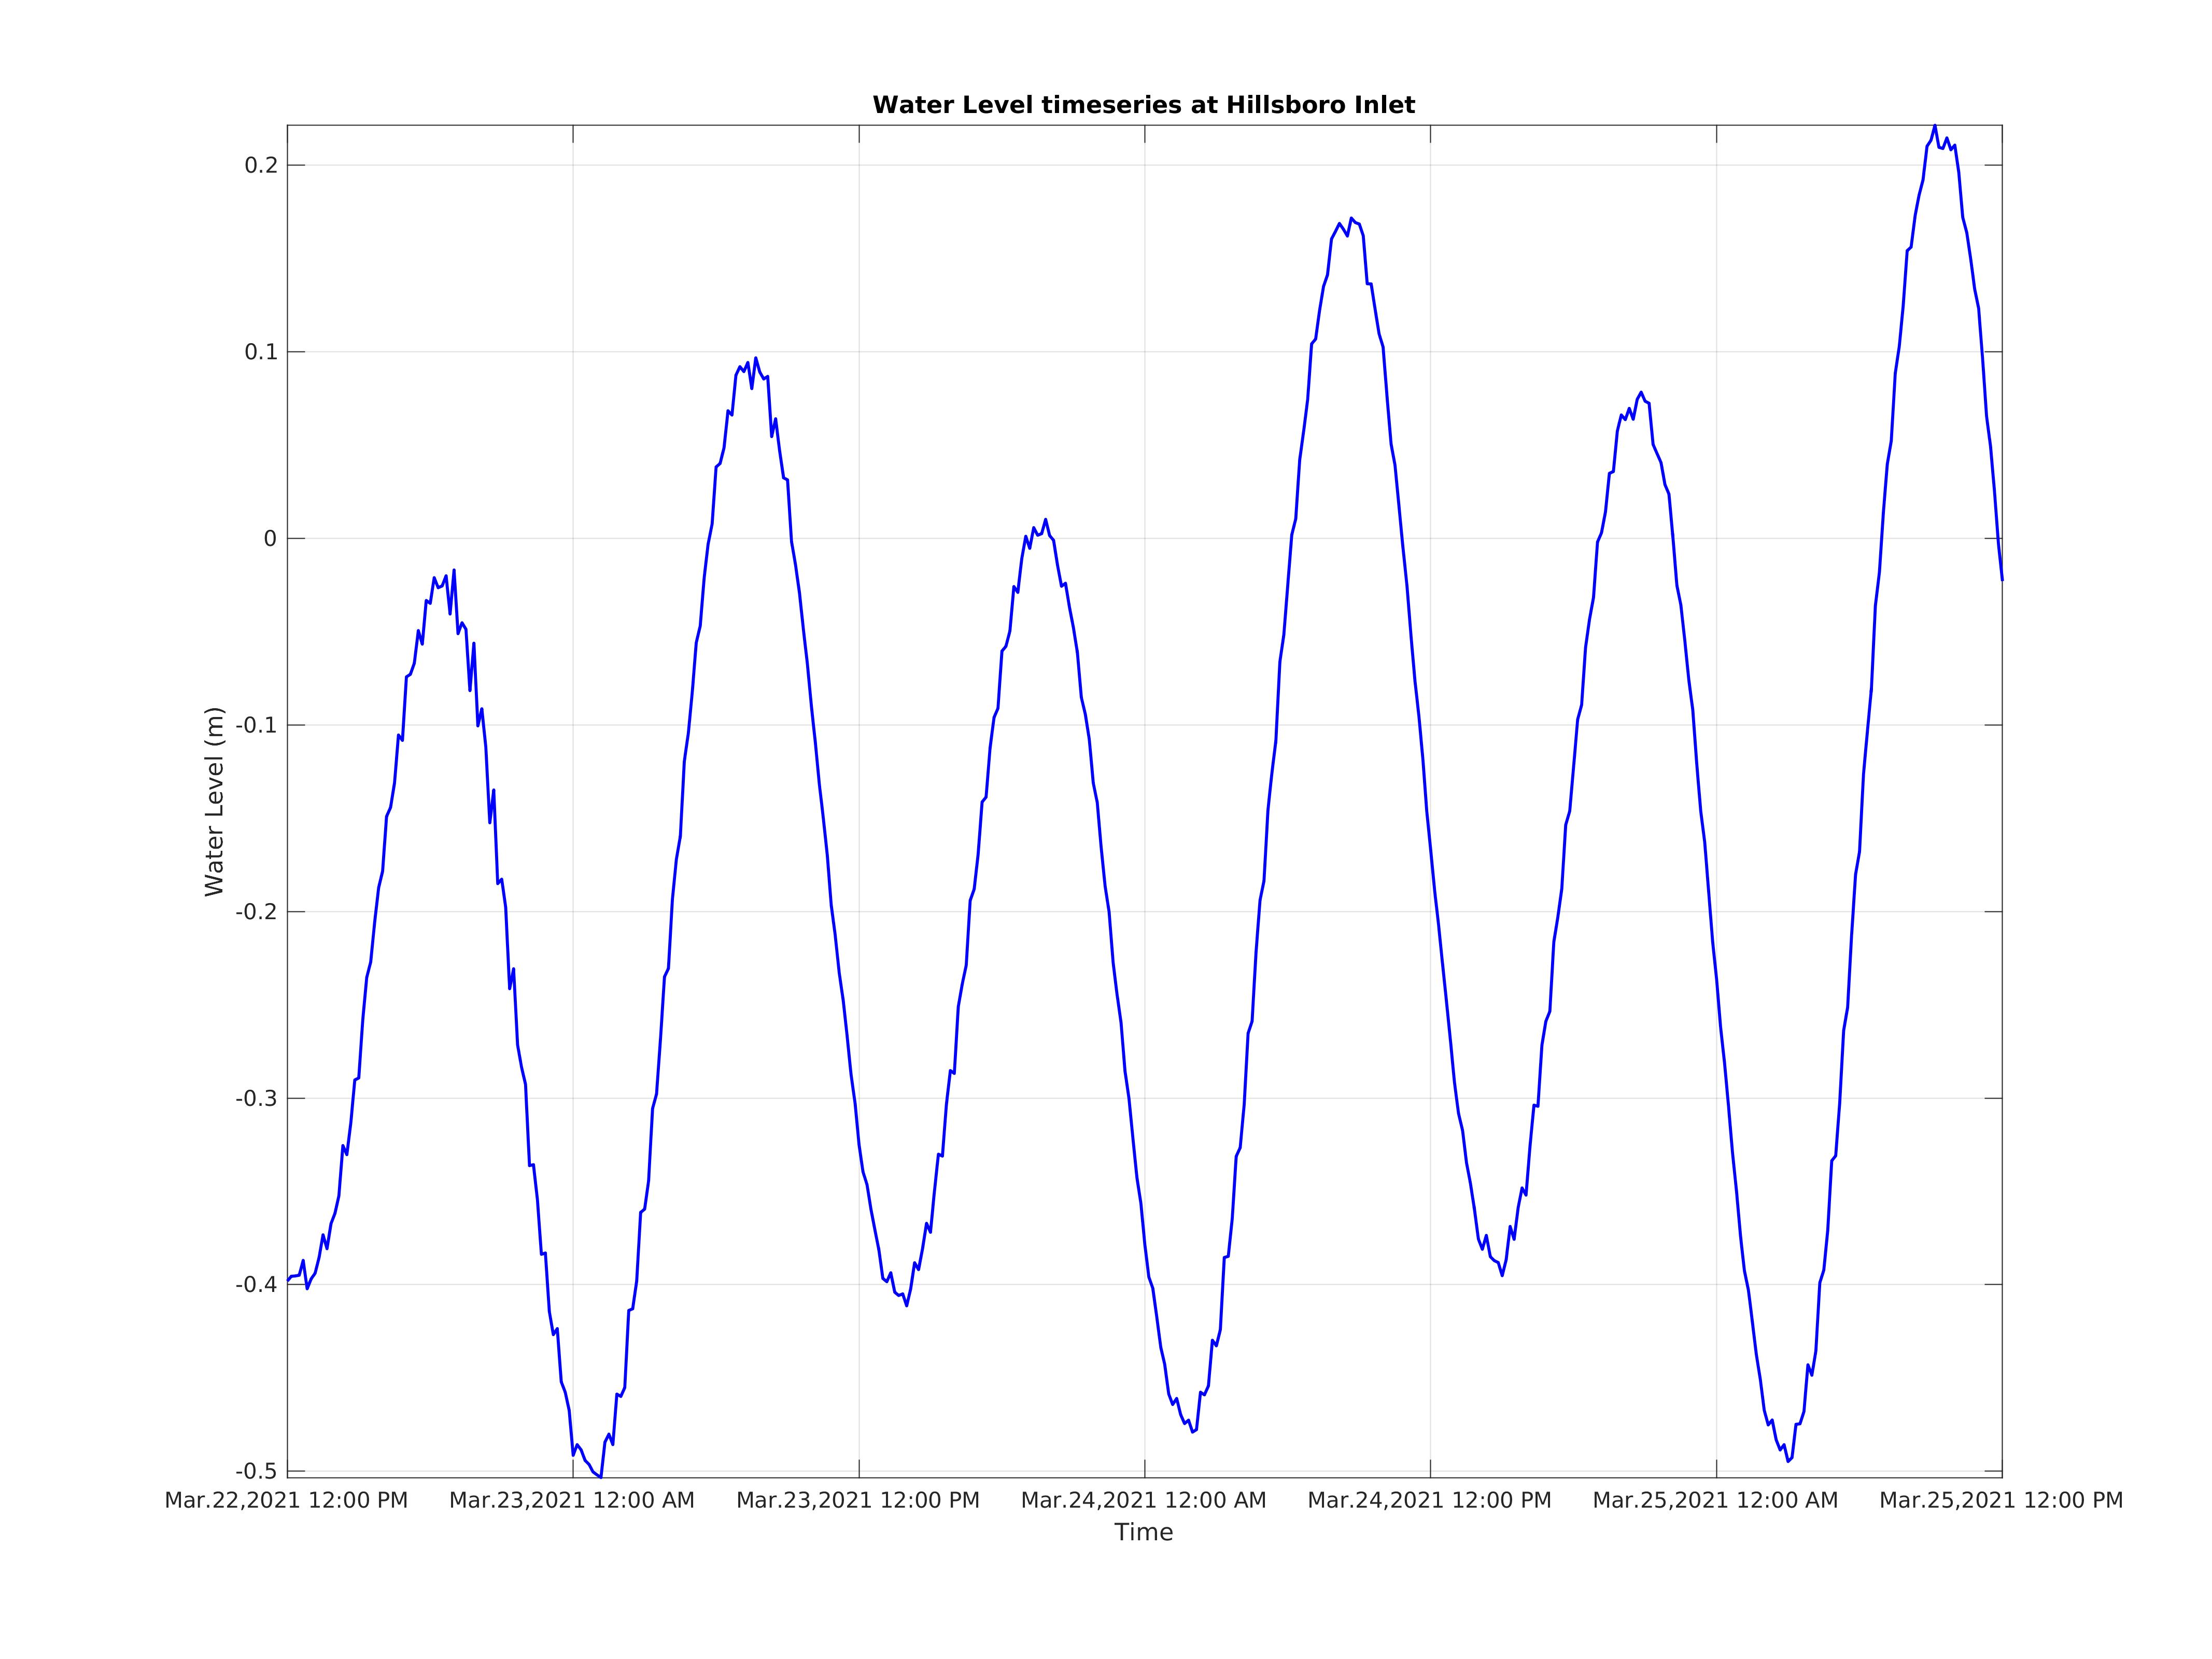 Water Level timeseries at Hillsboro Inlet
0.2
0.1
0
-0.1
-0.2
-0.3
-0.4
-0.5
Water Level (m)
Mar.22,2021 12:00 PM Mar.23,2021 12:00 AM Mar.23,2021 12:00 PM Mar.24,2021 12:00 AM Mar.24,2021 12:00 PM Mar.25,2021 12:00 AM Mar.25,2021 12:00 PM
Time